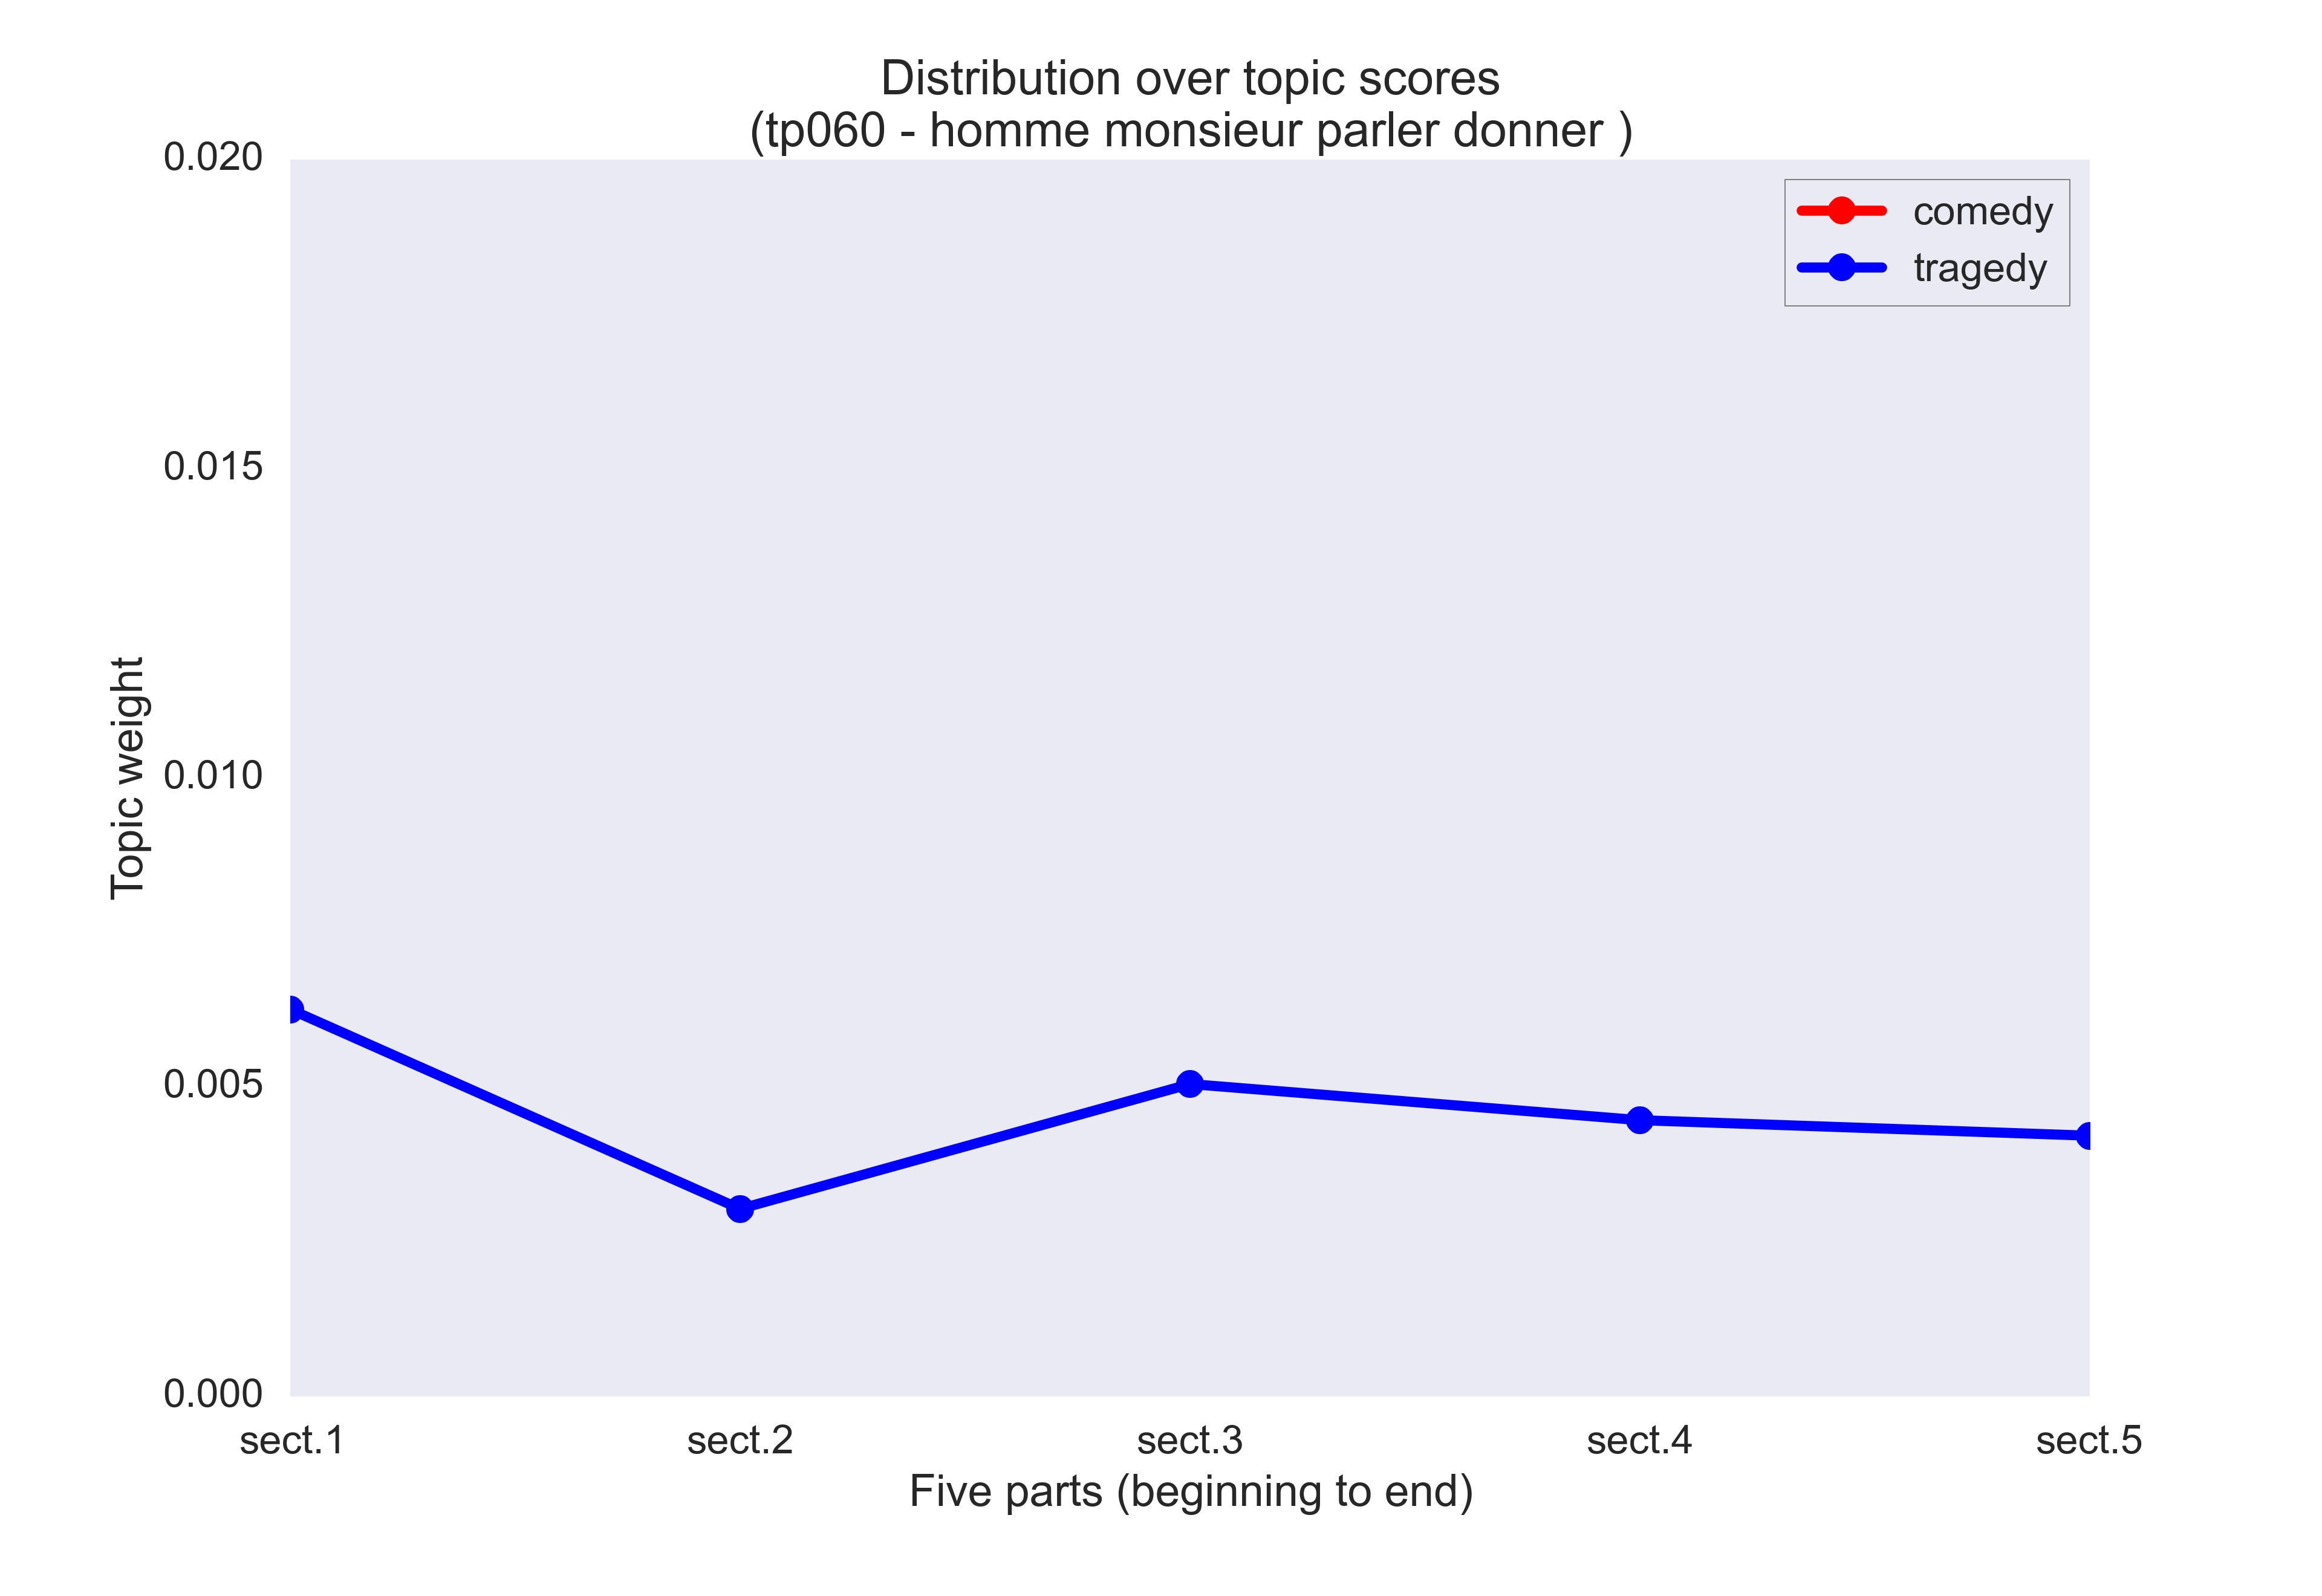 Distribution over topic scores
(tp060 - homme monsieur parler donner )
comedy
tragedy
Topic weight
0.020
0.015
0.010
0.005
0.000
sect.1 sect.2 sect.3 sect.4 sect.5
Five parts (beginning to end)